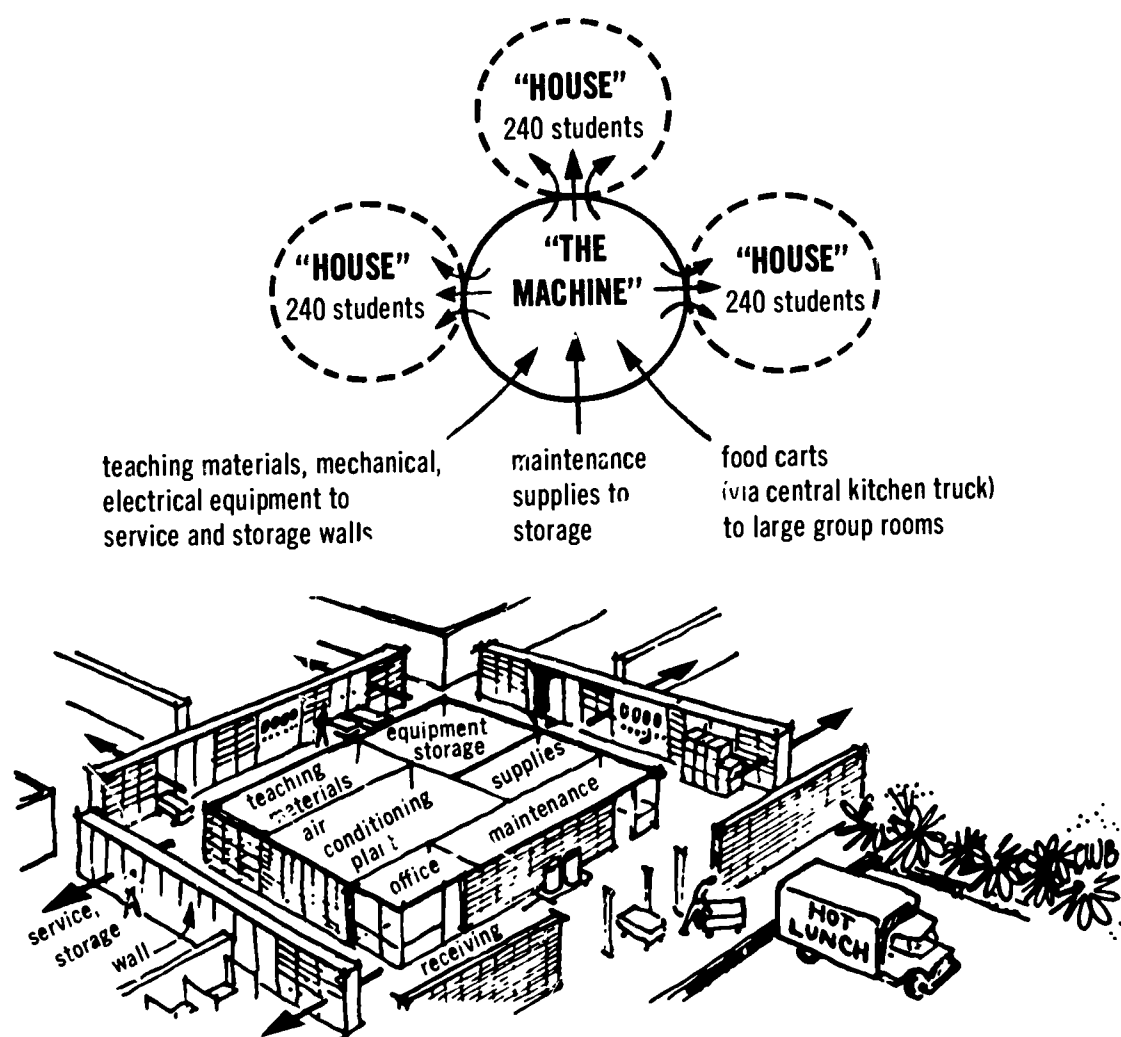 “HOUSE”
240 students
“HOUSE”
240 students
“THE
MACHINE”
“HOUSE”
240 students
teaching materials, mechanical,
electrical equipment to
service and storage walls
maintenance
supplies to
storage
food carts
(via central kitchen truck)
to large group rooms
equipment
storage
teaching
materials
supplies
air
conditioning
plant
maintenance
office
receiving
service,
storage
wall
HOT
LUNCH
CWB